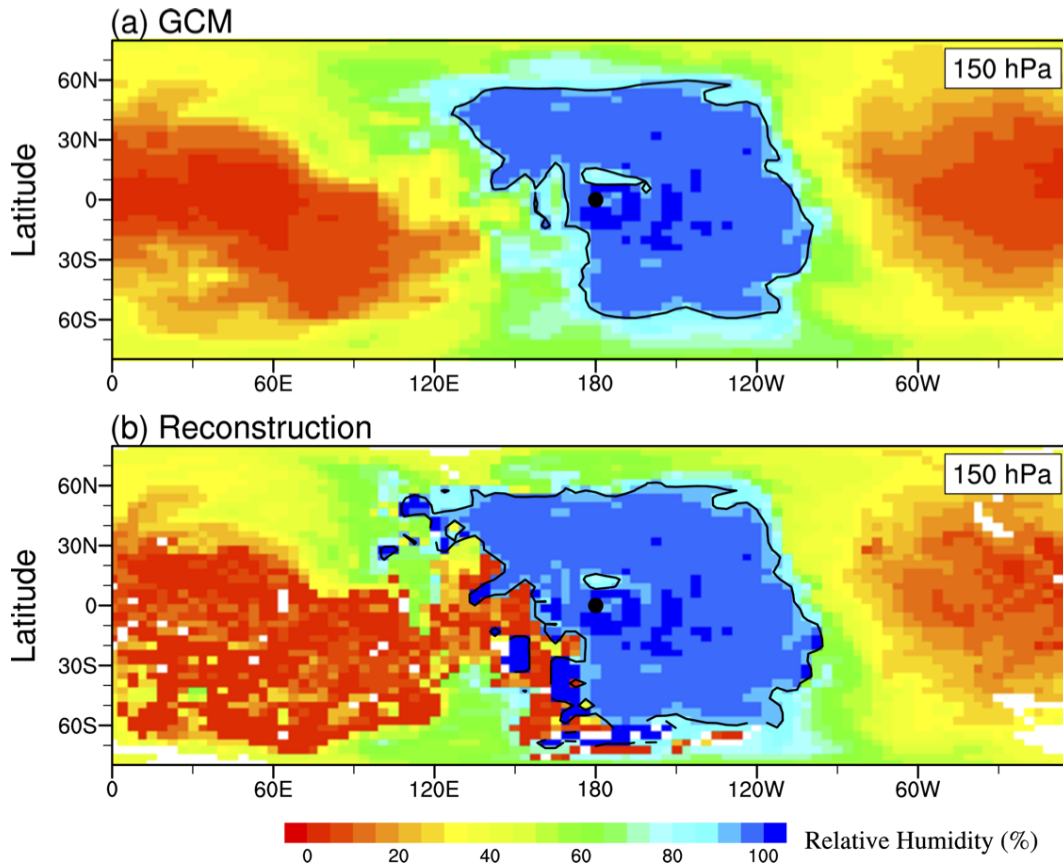 (a) GCM
150 hPa
60N
30N
0
30S
60S
Latitude
0 60E 120E 180 120W 60W
(b) Reconstruction
150 hPa
60N
30N
0
30S
60S
Latitude
0 60E 120E 180 120W 60W
0 20 40 60 80 100
Relative Humidity (%)